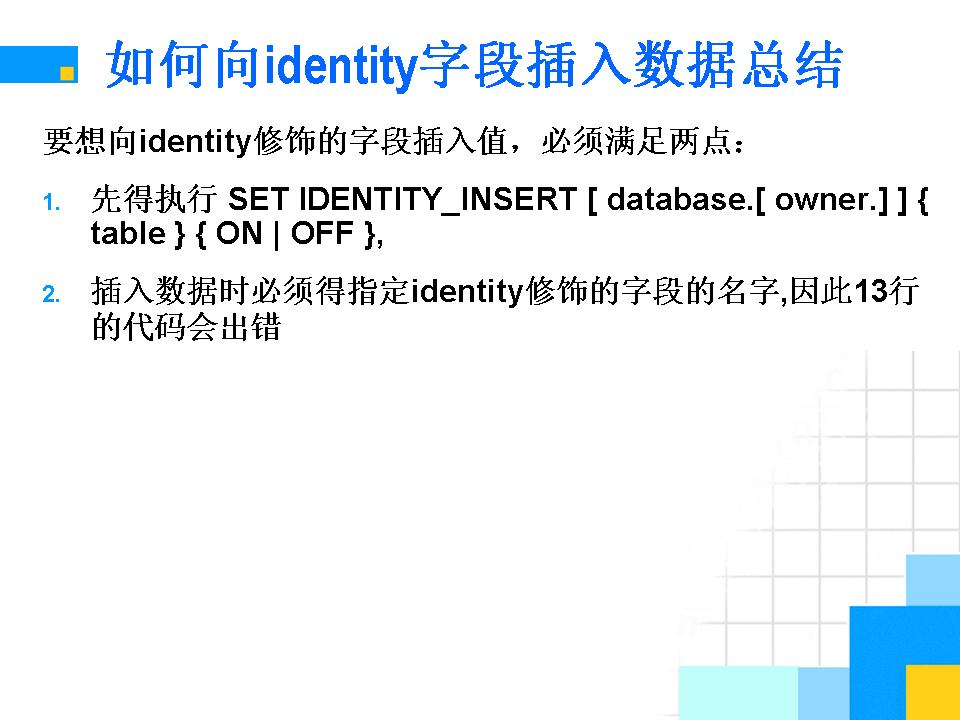 如何向identity字段插入数据总结
要想向identity修饰的字段插入值，必须满足两点：
1. 先得执行 SET IDENTITY_INSERT [ database.[ owner.] ] {
table } { ON | OFF },
2. 插入数据时必须得指定identity修饰的字段的名字,因此13行
的代码会出错